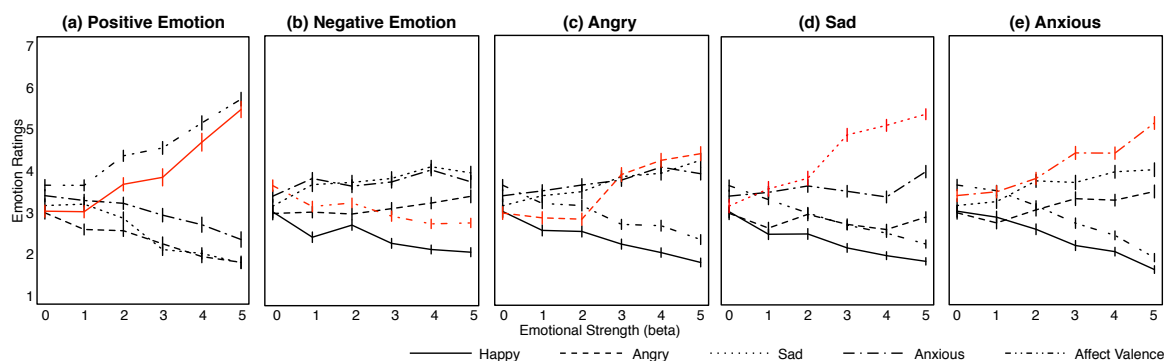 (a) Positive Emotion (b) Negative Emotion (c) Angry (d) Sad (e) Anxious
Emotion Ratings
7
6
5
4
3
2
1
0 1 2 3 4 5 0 1 2 3 4 5 0 1 2 3 4 5 0 1 2 3 4 5 0 1 2 3 4 5
Emotional Strength (beta)
Happy Angry Sad Anxious Affect Valence